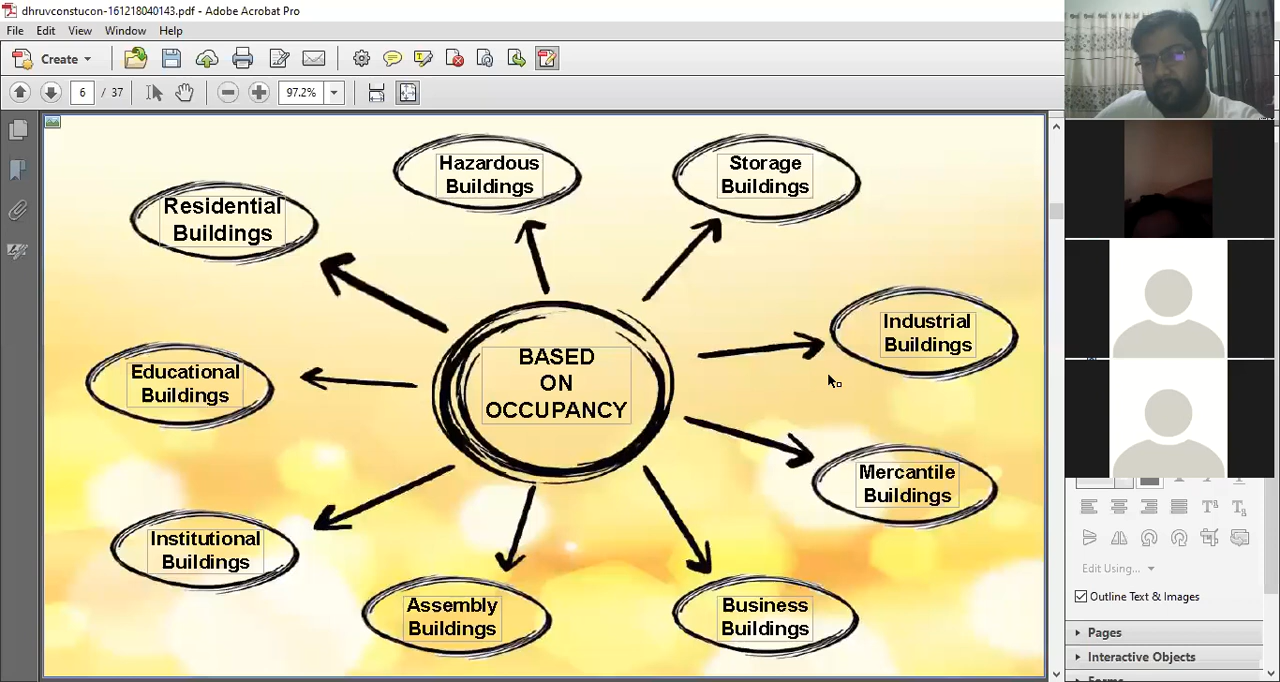 dhruvconstucon-161218040143.pdf - Adobe Acrobat Pro
File Edit View Window Help
Create
6 / 37
97.2%
Hazardous
Buildings
Storage
Buildings
Residential
Buildings
Industrial
Buildings
BASED
ON
OCCUPANCY
Educational
Buildings
Mercantile
Buildings
Institutional
Buildings
Assembly
Buildings
Business
Buildings
Edit Using...
Outline Text & Images
Pages
Interactive Objects